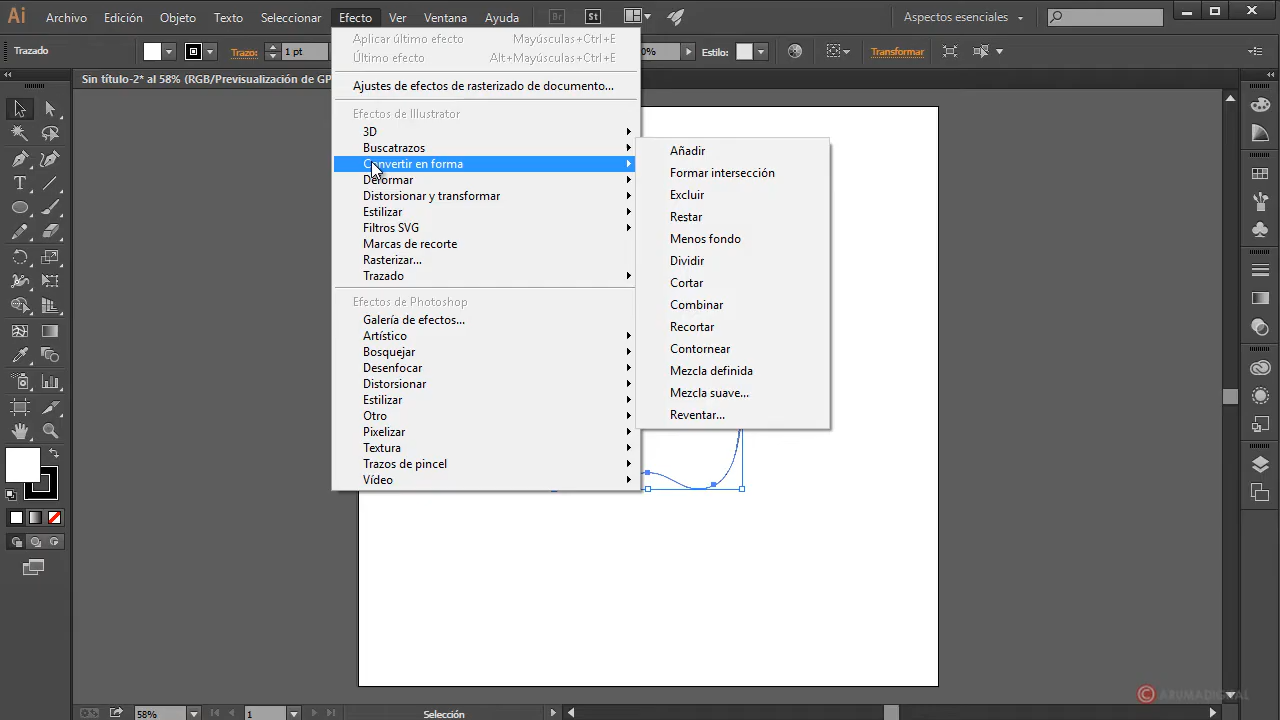 Ai Archivo Edición Objeto Texto Seleccionar Efecto Ver Ventana Ayuda Br St Aspectos esenciales
Trazado Trazo: 1 pt 0% Estilo: Transformar
Sin título-2* al 58% (RGB/Previsualización de GP
Aplicar último efecto Mayúsculas+Ctrl+E
Último efecto Alt+Mayúsculas+Ctrl+E
Ajustes de efectos de rasterizado de documento...
Efectos de Illustrator
3D
Buscatrazos
Convertir en forma
Deformar
Distorsionar y transformar
Estilizar
Filtros SVG
Marcas de recorte
Rasterizar...
Trazado
Efectos de Photoshop
Galería de efectos...
Artístico
Bosquejar
Desenfocar
Distorsionar
Estilizar
Otro
Pixelizar
Textura
Trazos de pincel
Vídeo
Añadir
Formar intersección
Excluir
Restar
Menos fondo
Dividir
Cortar
Combinar
Recortar
Contornear
Mezcla definida
Mezcla suave...
Reventar...
© ARUMADIGITAL
58% 1 Selección